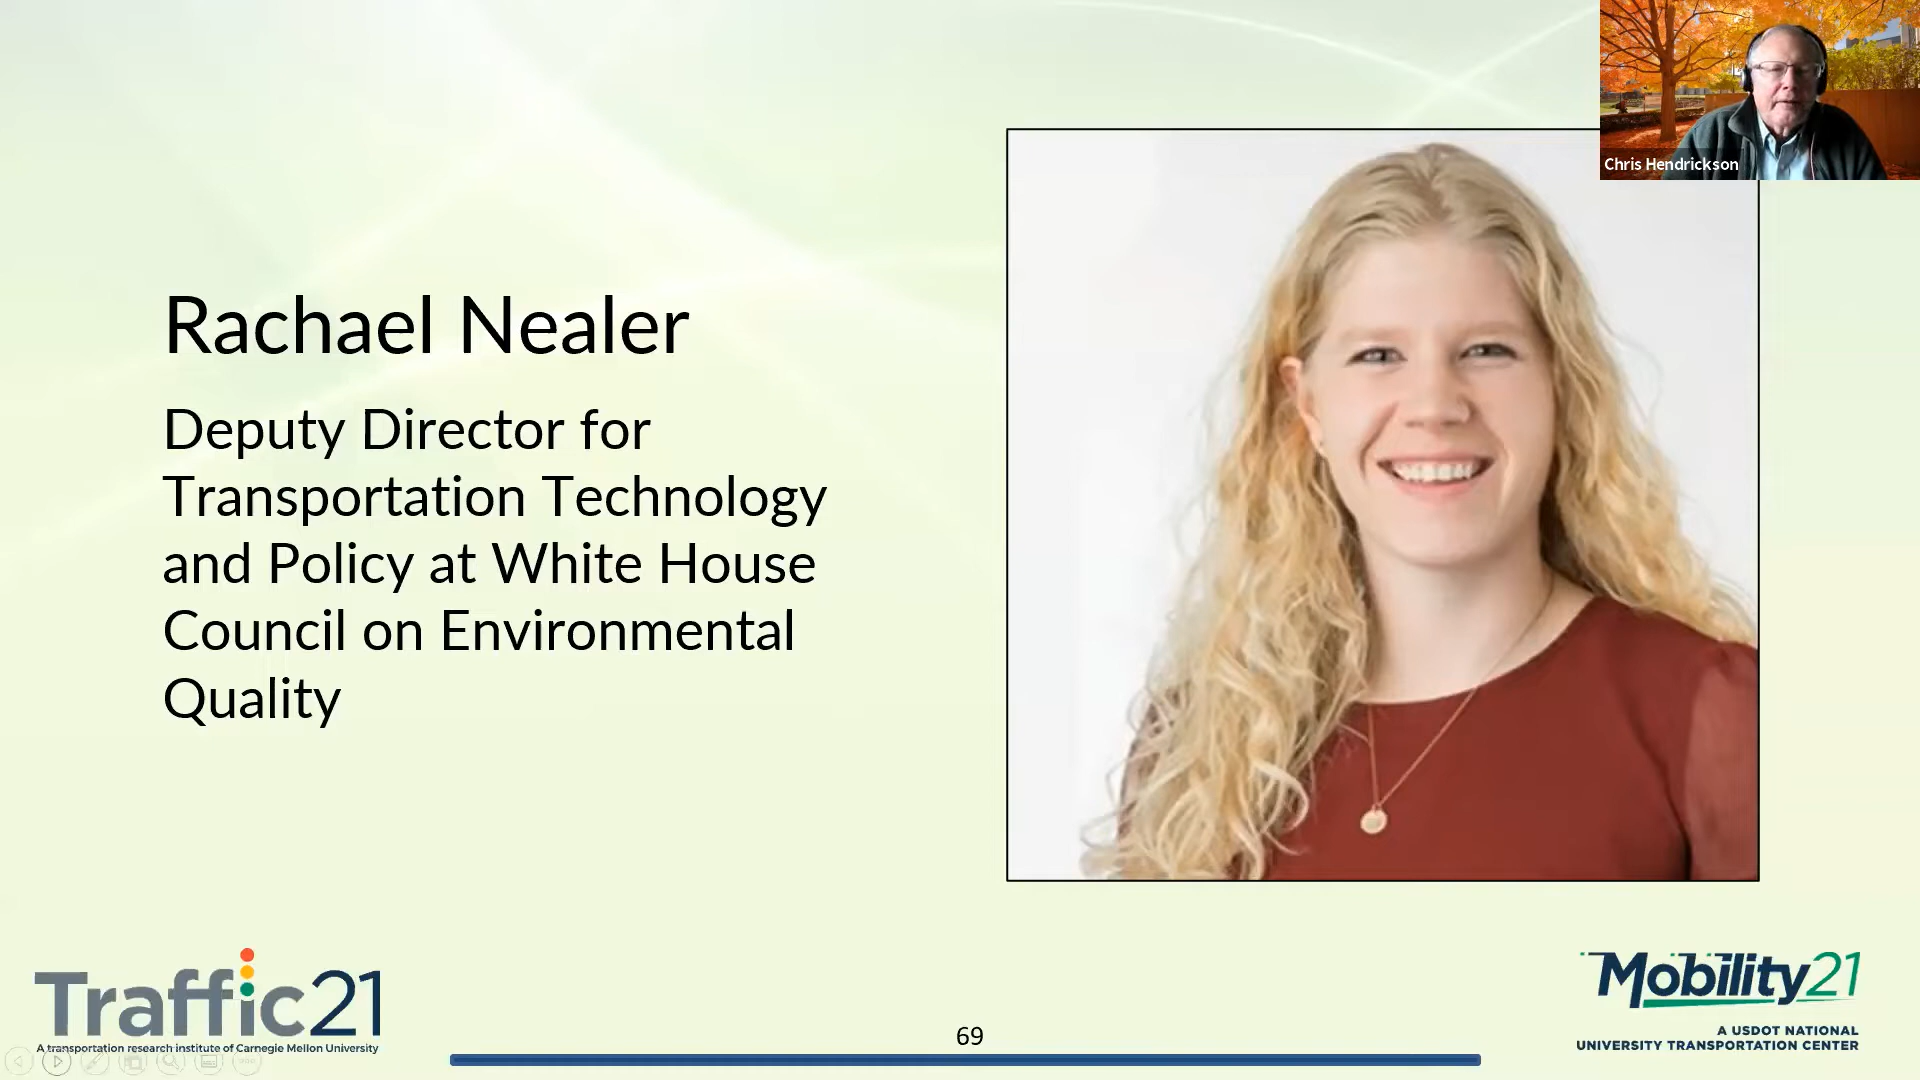 Chris Hendrickson
Rachael Nealer
Deputy Director for
Transportation Technology
and Policy at White House
Council on Environmental
Quality
Traffic21
A transportation research institute of Carnegie Mellon University
69
Mobility21
A USDOT NATIONAL
UNIVERSITY TRANSPORTATION CENTER